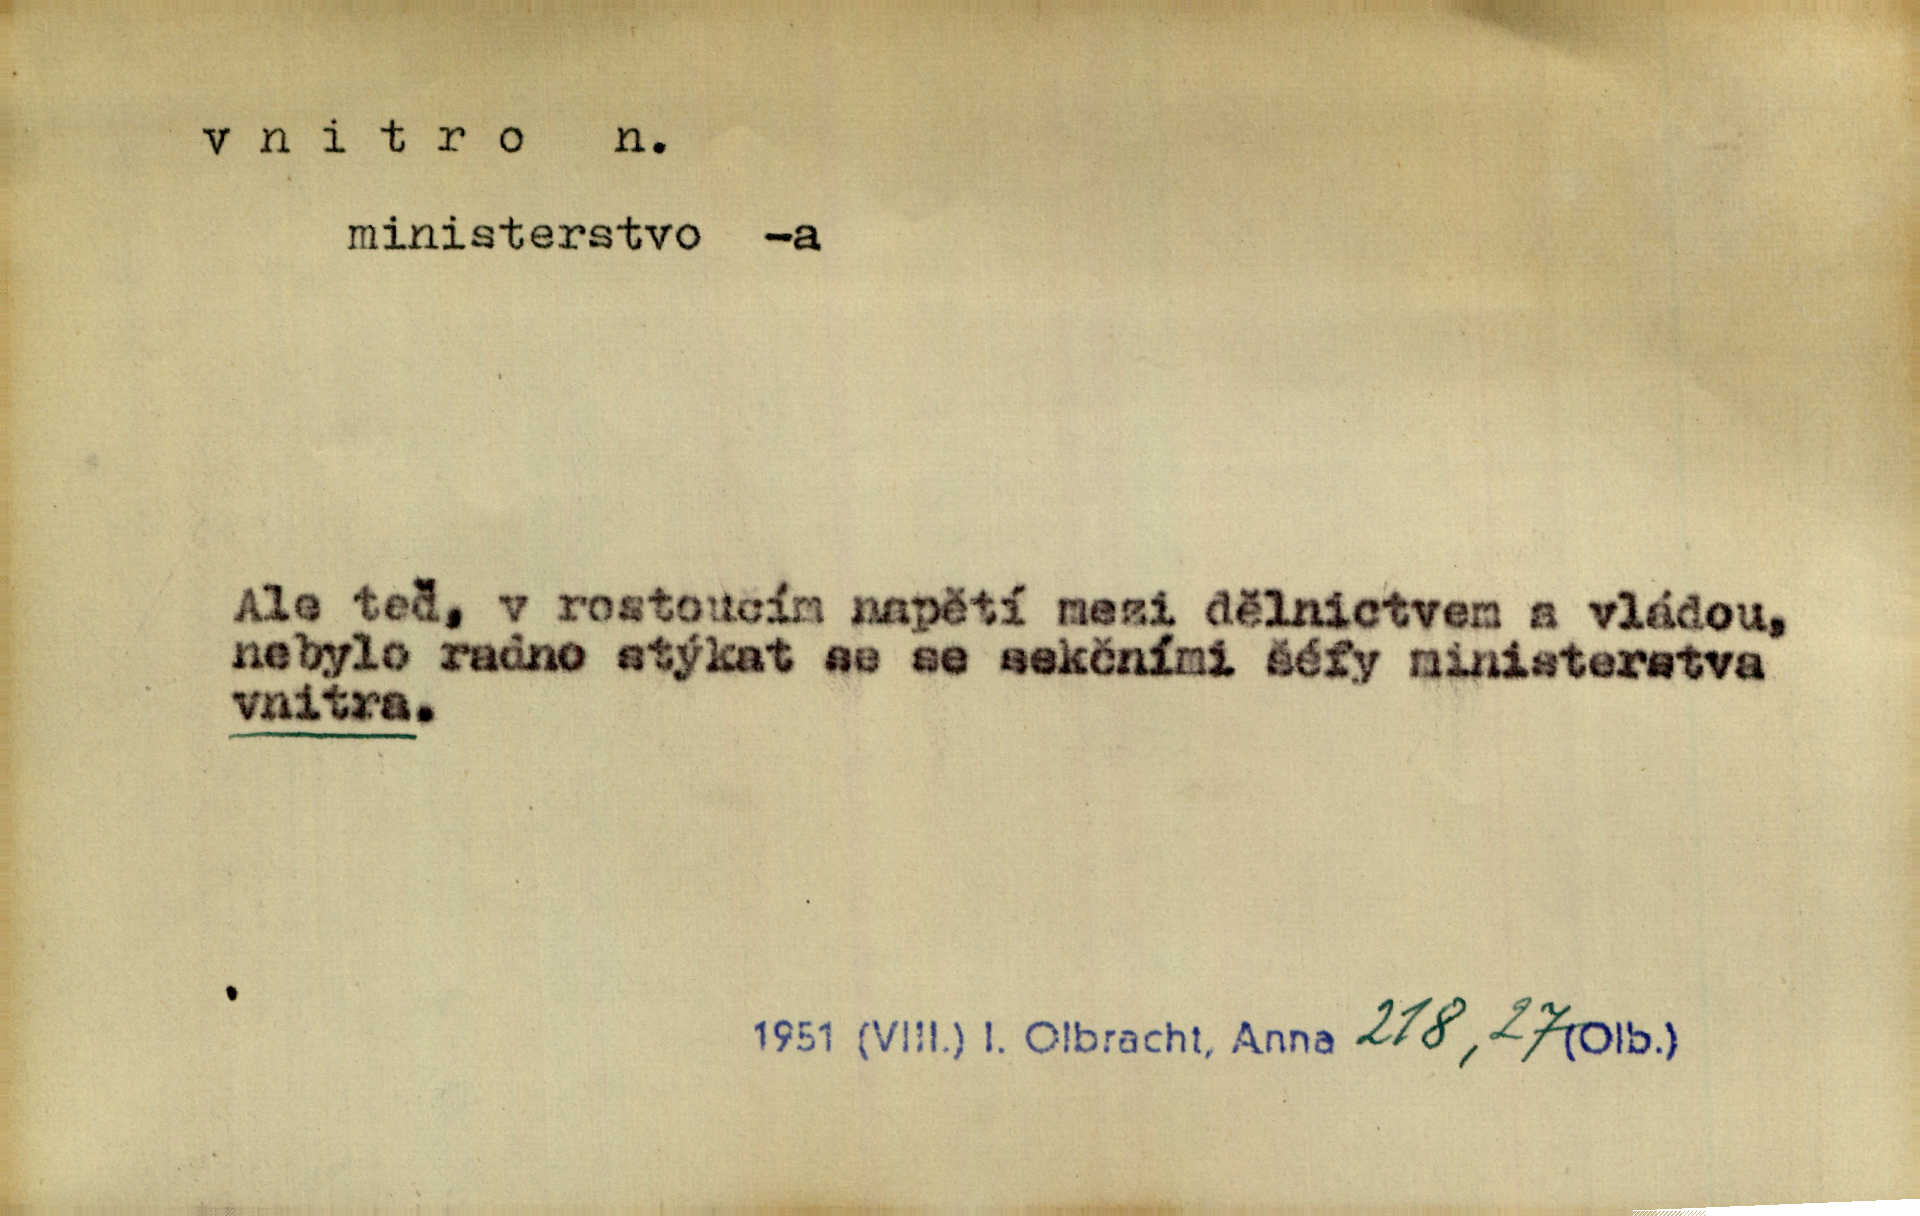 v n i t r o n.
ministerstvo -a
Ale teď, v rostoucím napětí mezi dělnictvem a vládou,
nebylo radno stýkat se se sekčními šéfy ministerstva
vnitra.
1951 (VIII.) I. Olbracht, Anna 218,27 (Olb.)